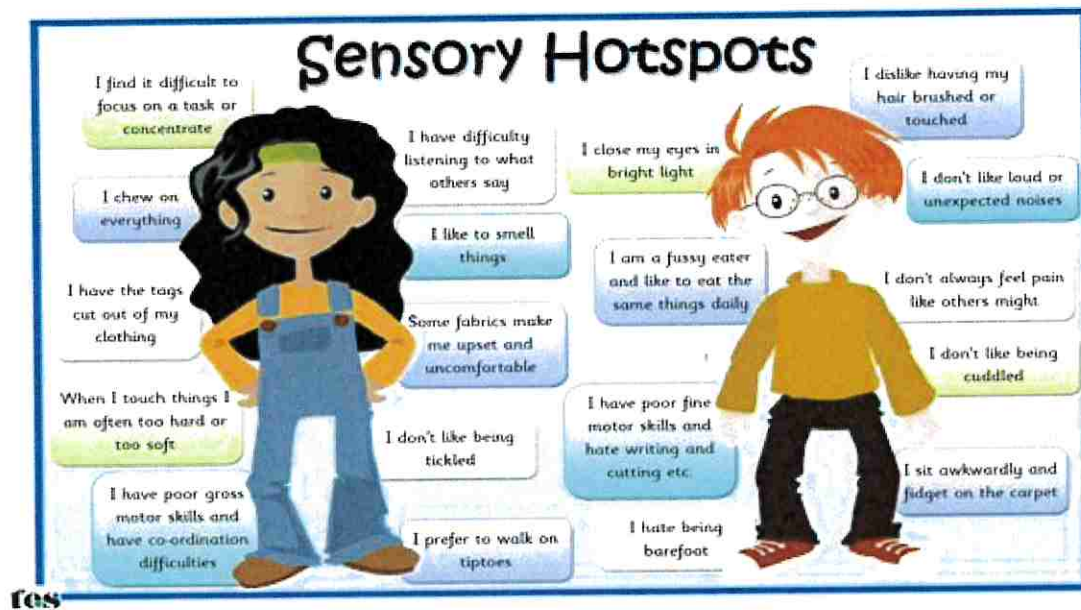 Sensory Hotspots
I find it difficult to
focus on a task or
concentrate
I chew on
everything
I have the tags
cut out of my
clothing
When I touch things I
am often too hard or
too soft
I have poor gross
motor skills and
have co-ordination
difficulties
I have difficulty
listening to what
others say
I like to smell
things
Some fabrics make
me upset and
uncomfortable
I don't like being
tickled
I prefer to walk on
tiptoes
I close my eyes in
bright light
I am a fussy eater
and like to eat the
same things daily
I have poor fine
motor skills and
hate writing and
cutting etc.
I hate being
barefoot
I dislike having my
hair brushed or
touched
I don't like loud or
unexpected noises
I don't always feel pain
like others might
I don't like being
cuddled
I sit awkwardly and
fidget on the carpet
tes